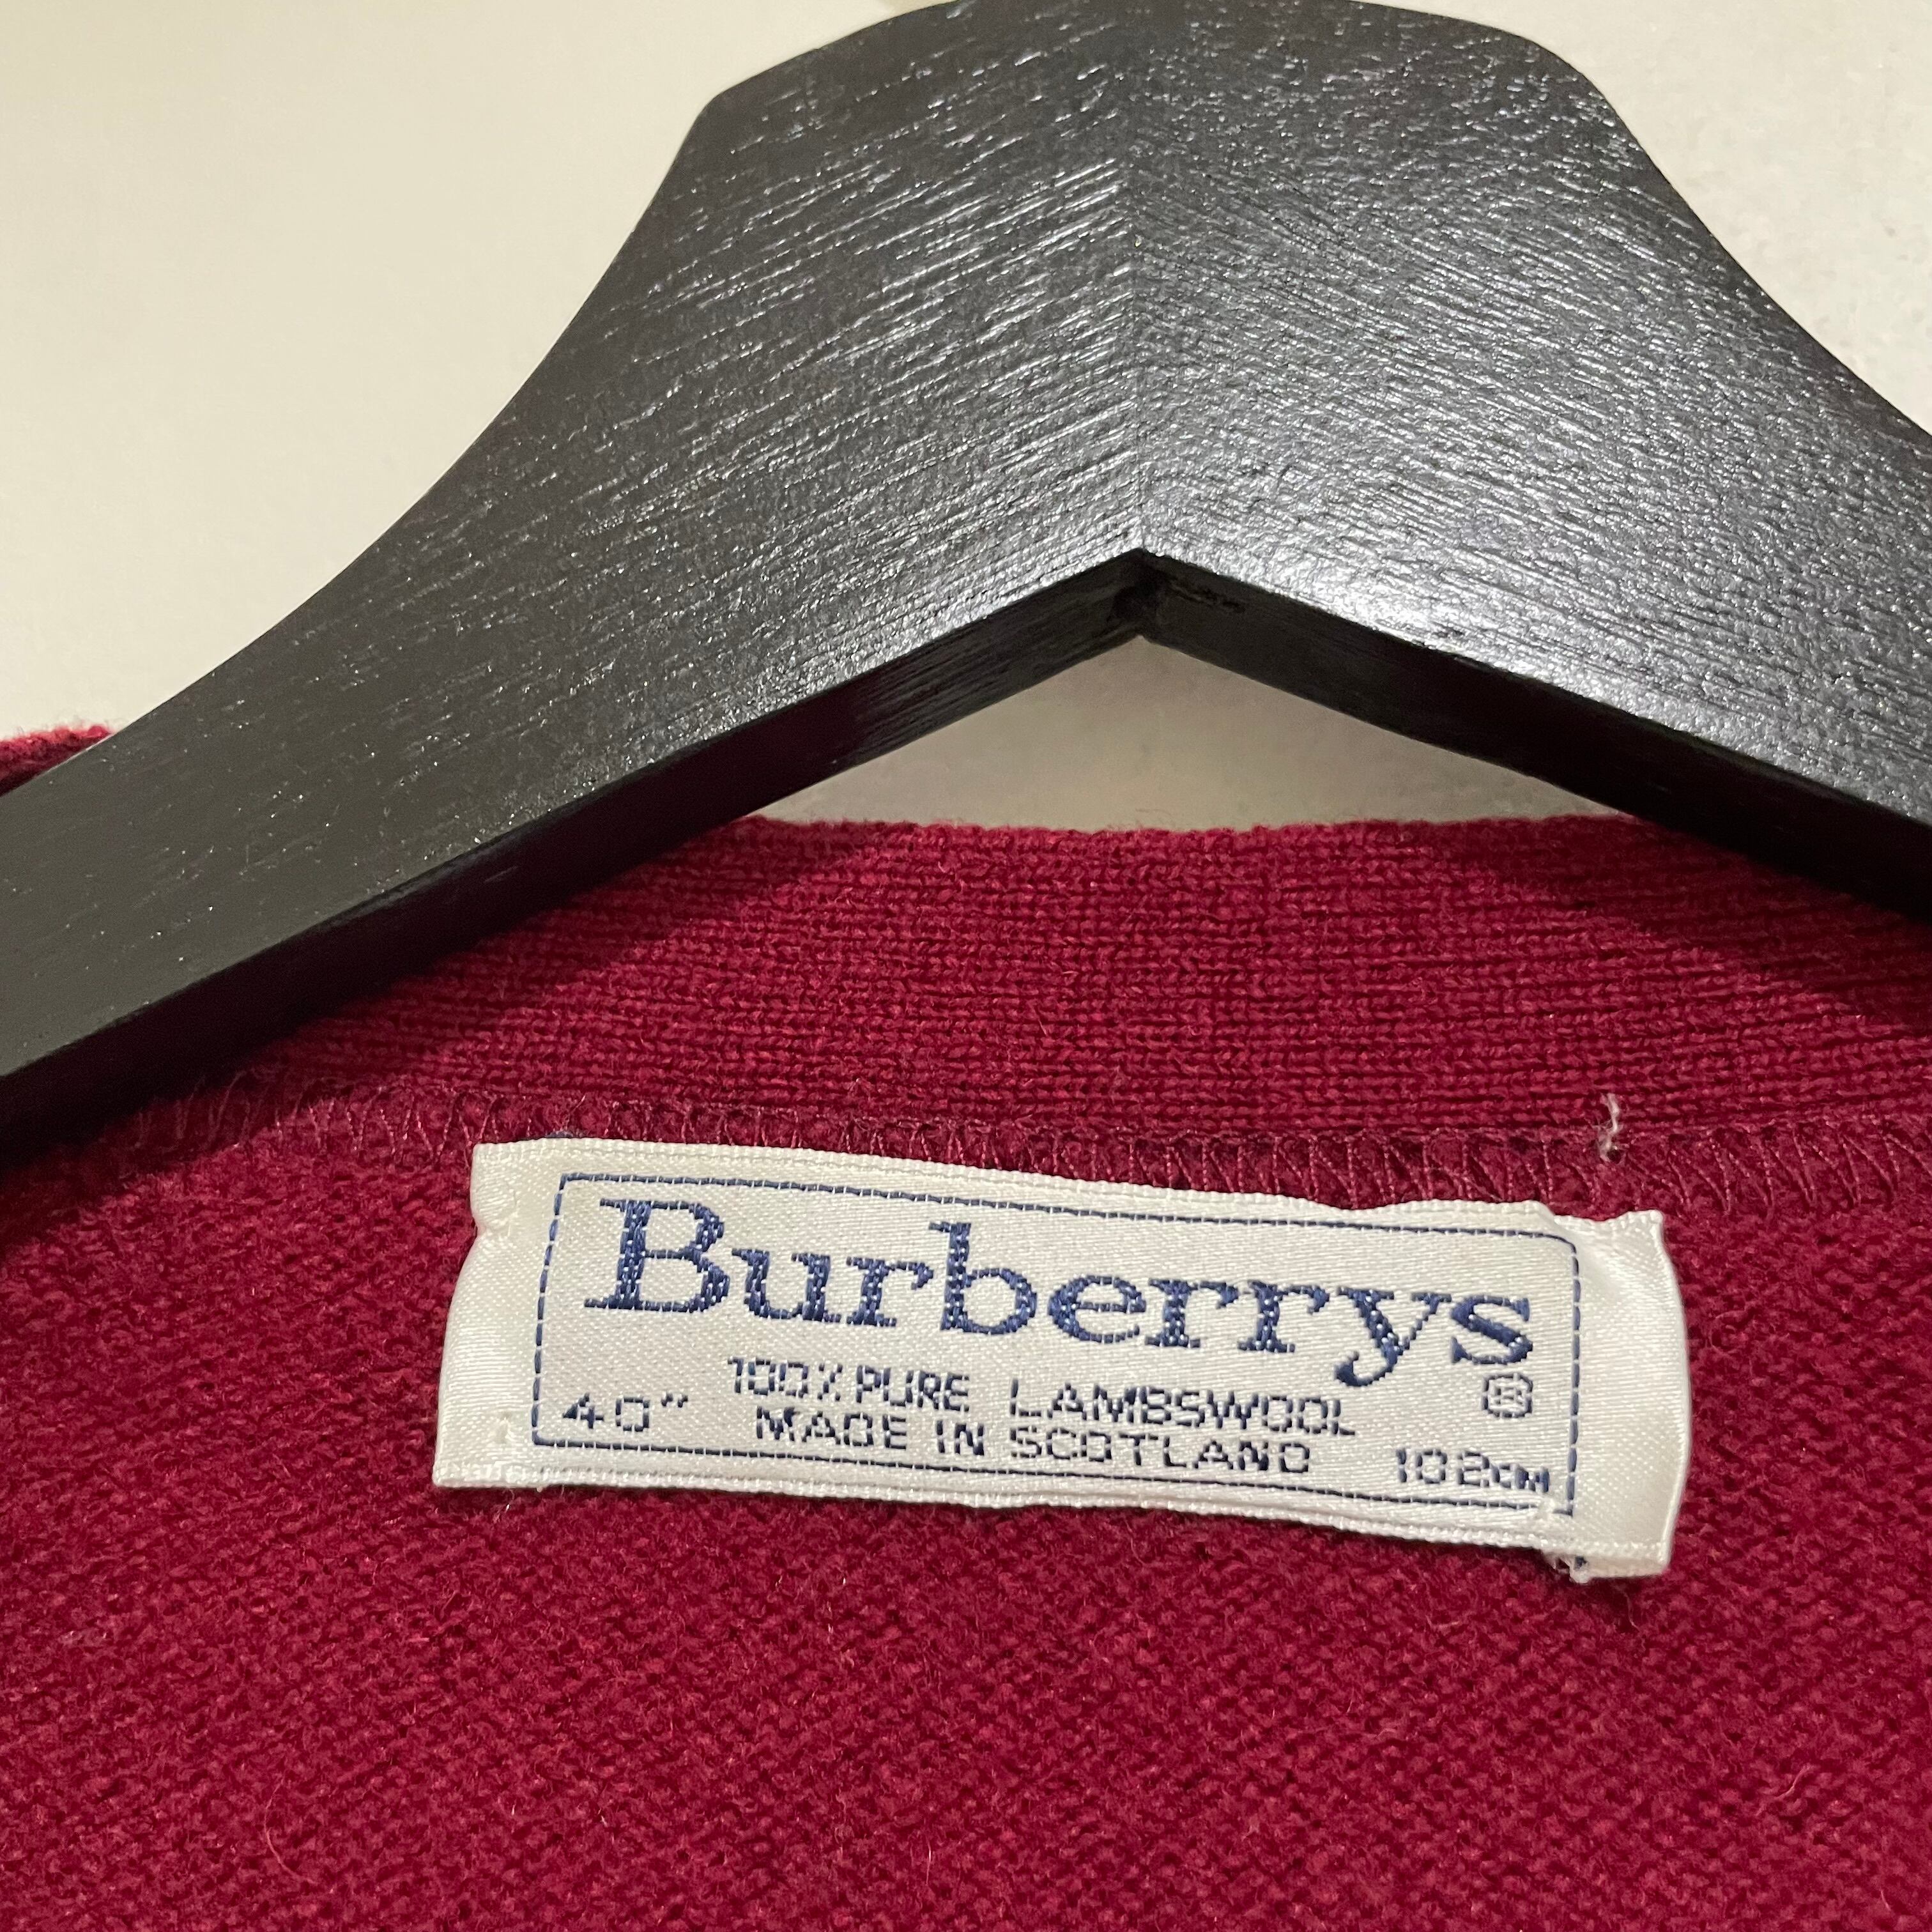 Burberrys
®
100% PURE LAMBSWOOL
40" MADE IN SCOTLAND 102CM